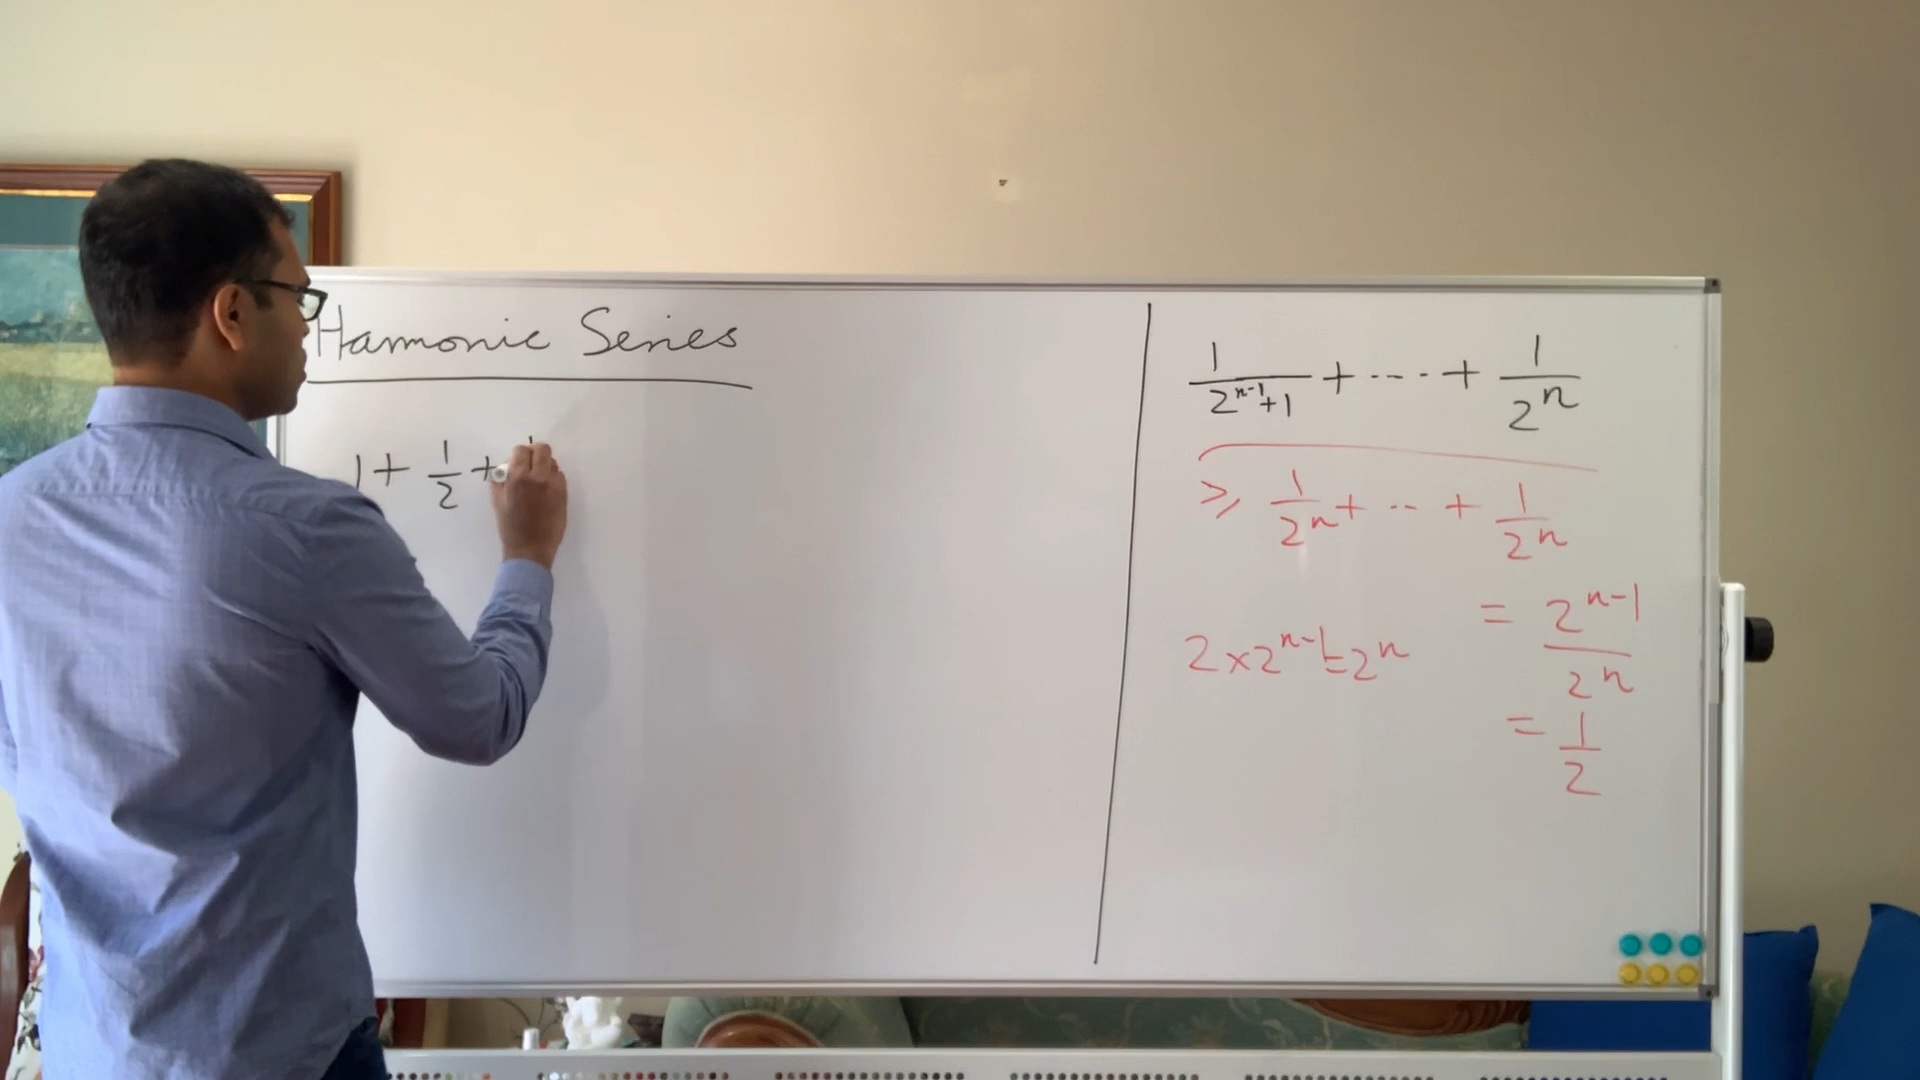 Harmonic Series
1 + 1/2 + 1
1/(2^(n-1)+1) + ---- + 1/2^n
⩾ 1/2^n + -- + 1/2^n
= 2^(n-1)/2^n
2×2^(n-1) = 2^n
= 1/2